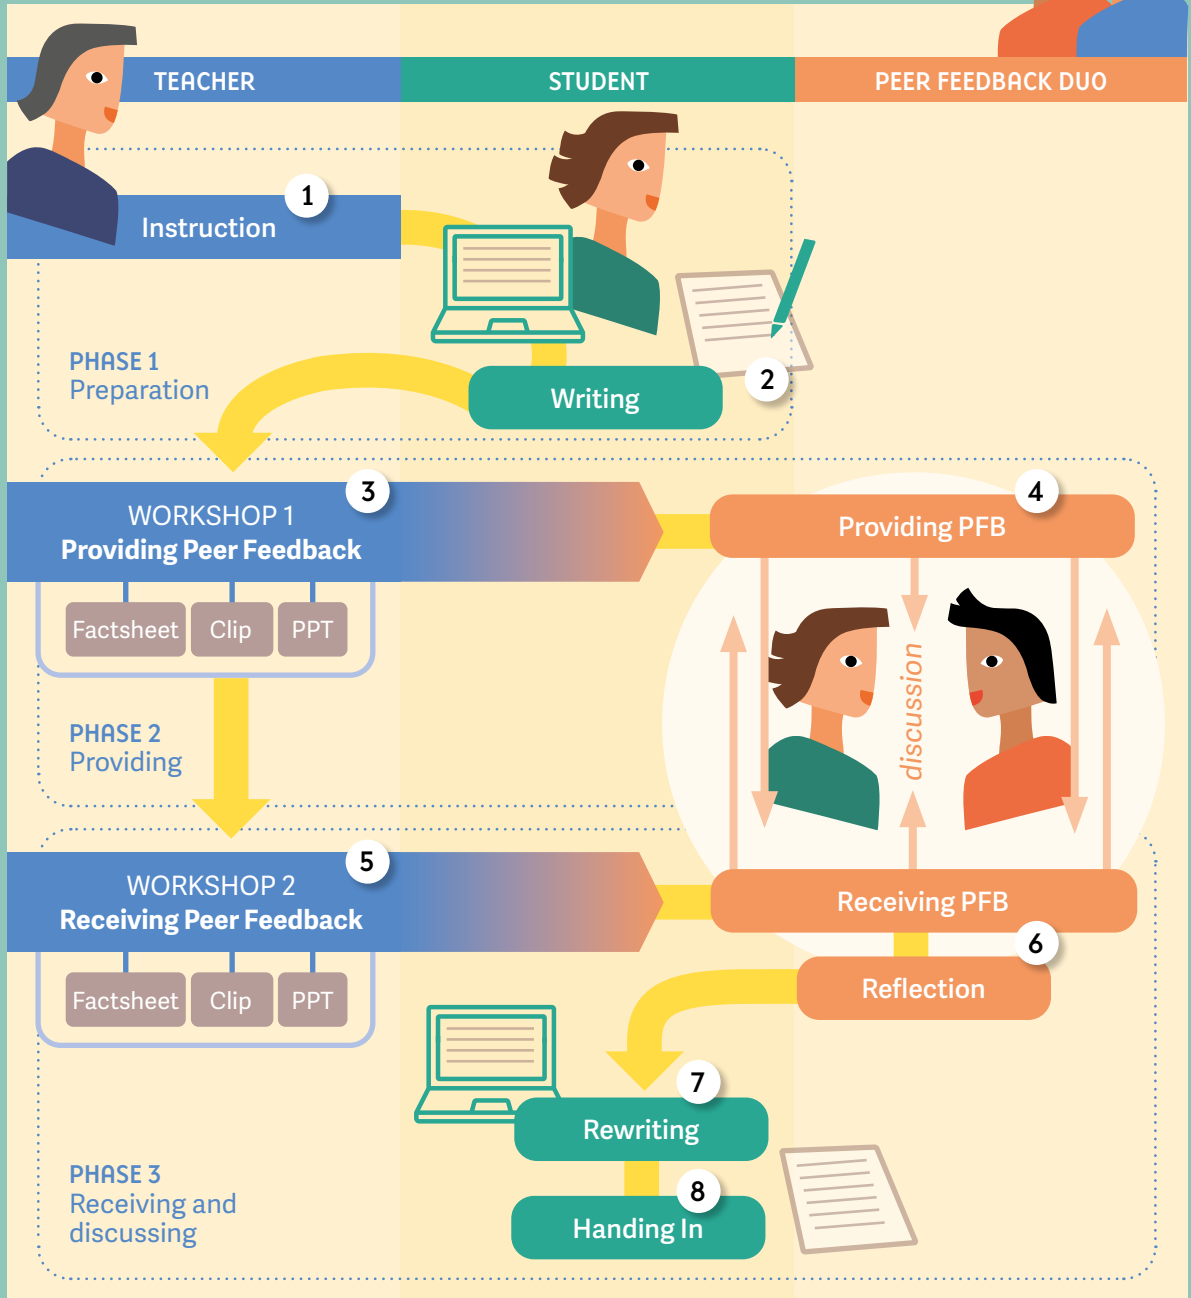 TEACHER
STUDENT
PEER FEEDBACK DUO
1
Instruction
PHASE 1
Preparation
Writing
2
3
WORKSHOP 1
Providing Peer Feedback
Factsheet
Clip
PPT
4
Providing PFB
discussion
PHASE 2
Providing
5
WORKSHOP 2
Receiving Peer Feedback
Factsheet
Clip
PPT
Receiving PFB
6
Reflection
7
Rewriting
8
Handing In
PHASE 3
Receiving and
discussing